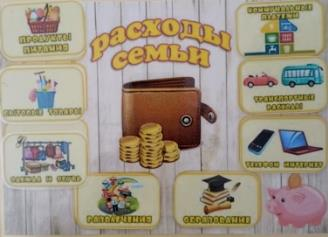 расходы
семьи
ПРОДУКТЫ
ПИТАНИЯ
КОММУНАЛЬНЫЕ
ПЛАТЕЖИ
БЫТОВЫЕ ТОВАРЫ
ТРАНСПОРТНЫЕ
РАСХОДЫ
ОДЕЖДА И ОБУВЬ
ТЕЛЕФОН ИНТЕРНЕТ
РАЗВЛЕЧЕНИЯ
ОБРАЗОВАНИЕ